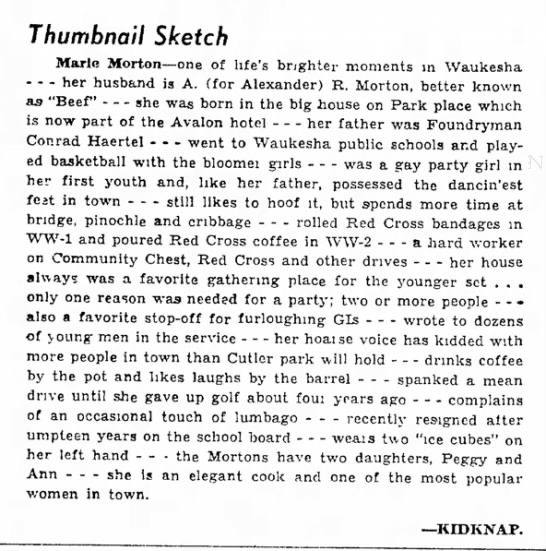 Thumbnail Sketch
Marie Morton—one of life's brighter moments in Waukesha
- - - her husband is A. (for Alexander) R. Morton, better known
as "Beef" - - - she was born in the big house on Park place which
is now part of the Avalon hotel - - - her father was Foundryman
Conrad Haertel - - - went to Waukesha public schools and play-
ed basketball with the bloomer girls - - - was a gay party girl in
her first youth and, like her father, possessed the dancin'est
feet in town - - - still likes to hoof it, but spends more time at
bridge, pinochle and cribbage - - - rolled Red Cross bandages in
WW-1 and poured Red Cross coffee in WW-2 - - - a hard worker
on Community Chest, Red Cross and other drives - - - her house
always was a favorite gathering place for the younger set . . .
only one reason was needed for a party; two or more people - - -
also a favorite stop-off for furloughing GIs - - - wrote to dozens
of young men in the service - - - her hoarse voice has kidded with
more people in town than Cutler park will hold - - - drinks coffee
by the pot and likes laughs by the barrel - - - spanked a mean
drive until she gave up golf about four years ago - - - complains
of an occasional touch of lumbago - - - recently resigned after
umpteen years on the school board - - - wears two "ice cubes" on
her left hand - - - the Mortons have two daughters, Peggy and
Ann - - - she is an elegant cook and one of the most popular
women in town.
—KIDKNAP.